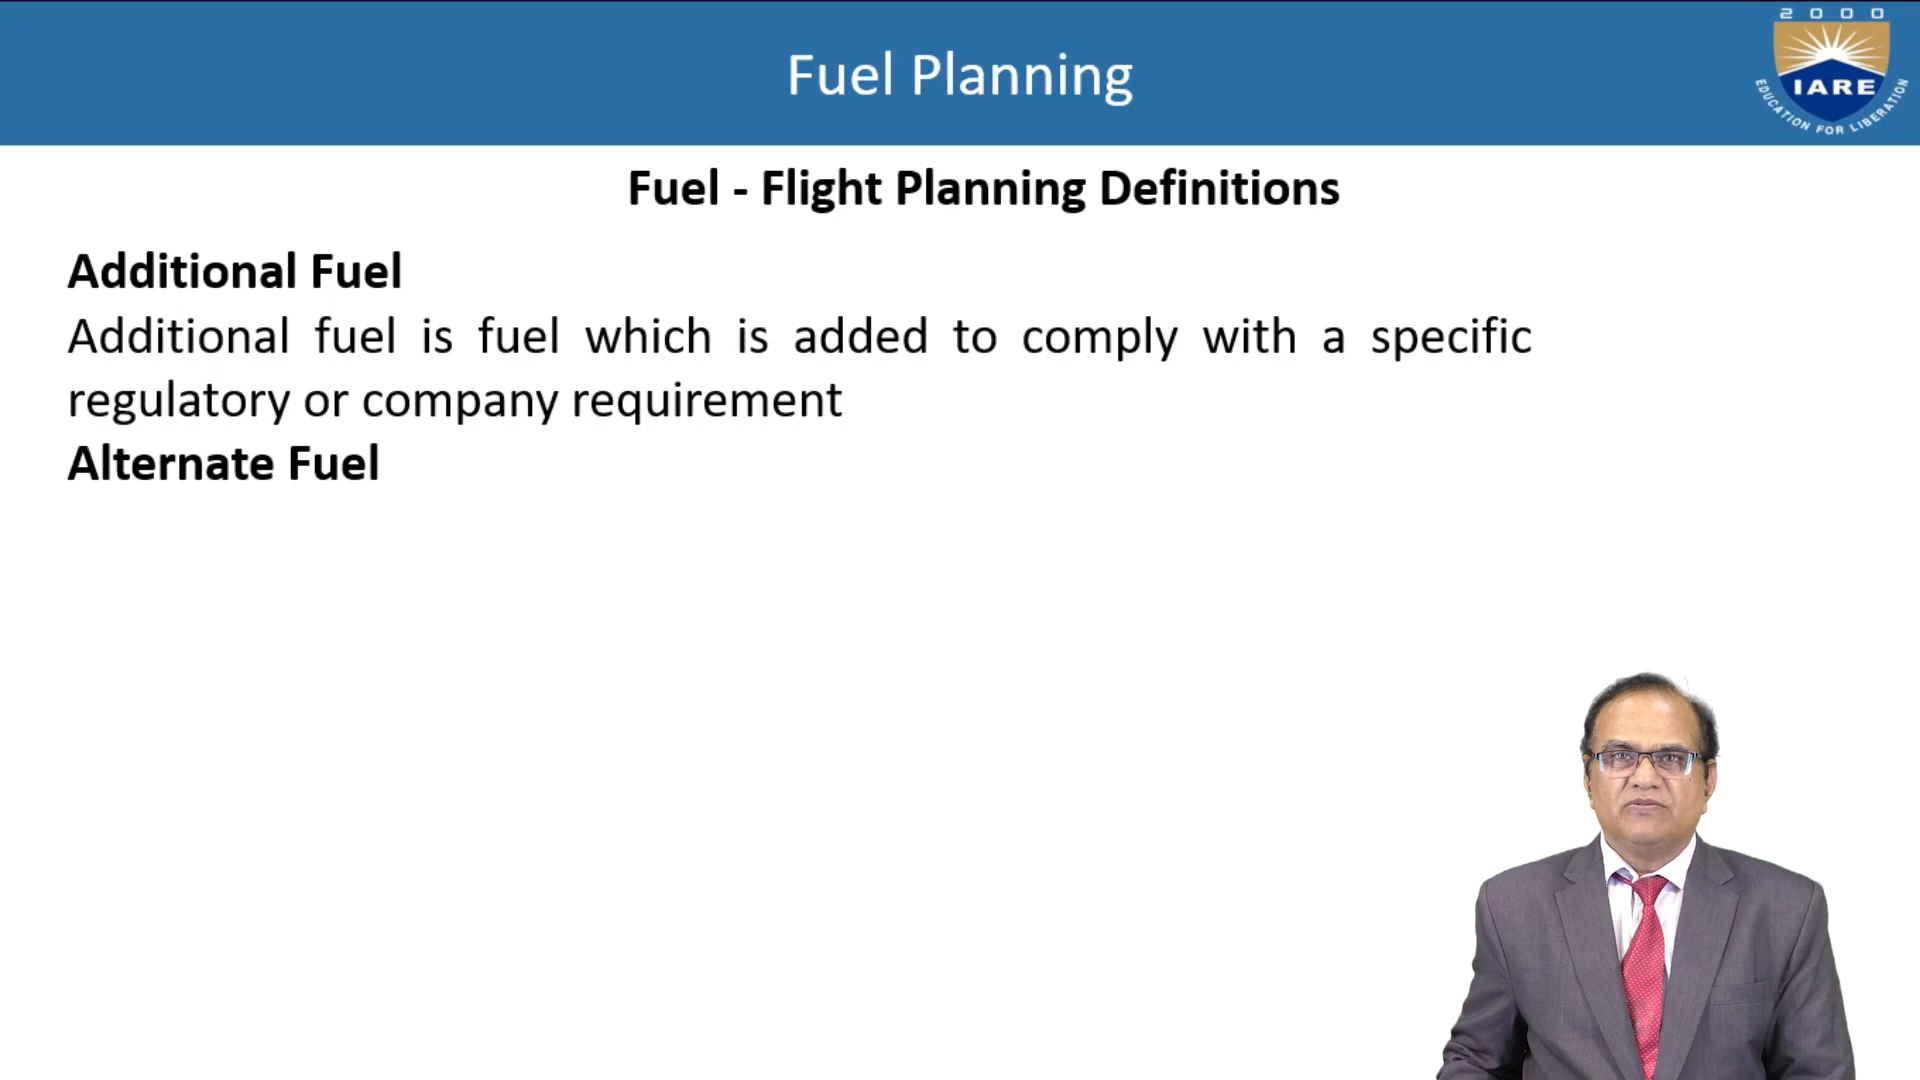 Fuel Planning
2000
IARE
EDUCATION FOR LIBERATION
Fuel - Flight Planning Definitions
Additional Fuel
Additional fuel is fuel which is added to comply with a specific
regulatory or company requirement
Alternate Fuel